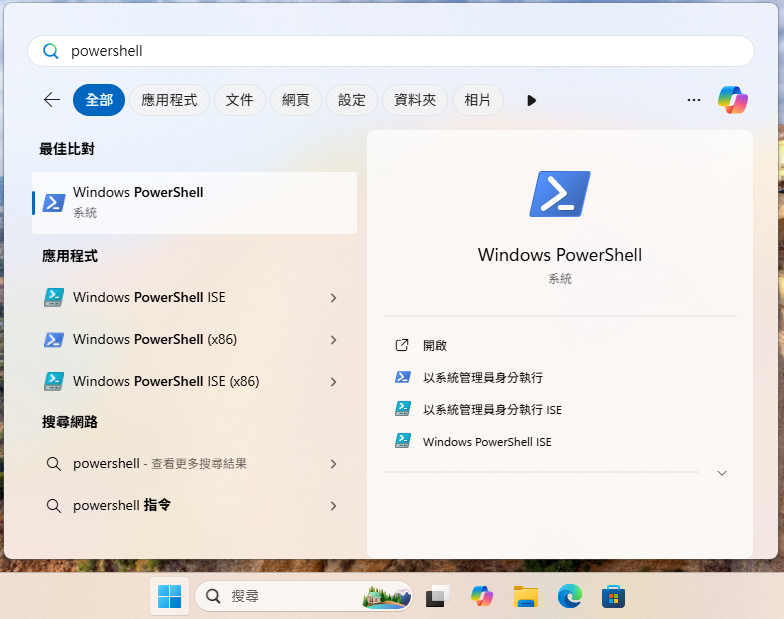 powershell
全部
應用程式
文件
網頁
設定
資料夾
相片
最佳比對
Windows PowerShell
系統
應用程式
Windows PowerShell ISE
Windows PowerShell (x86)
Windows PowerShell ISE (x86)
搜尋網路
powershell - 查看更多搜尋結果
powershell 指令
Windows PowerShell
系統
開啟
以系統管理員身分執行
以系統管理員身分執行 ISE
Windows PowerShell ISE
搜尋